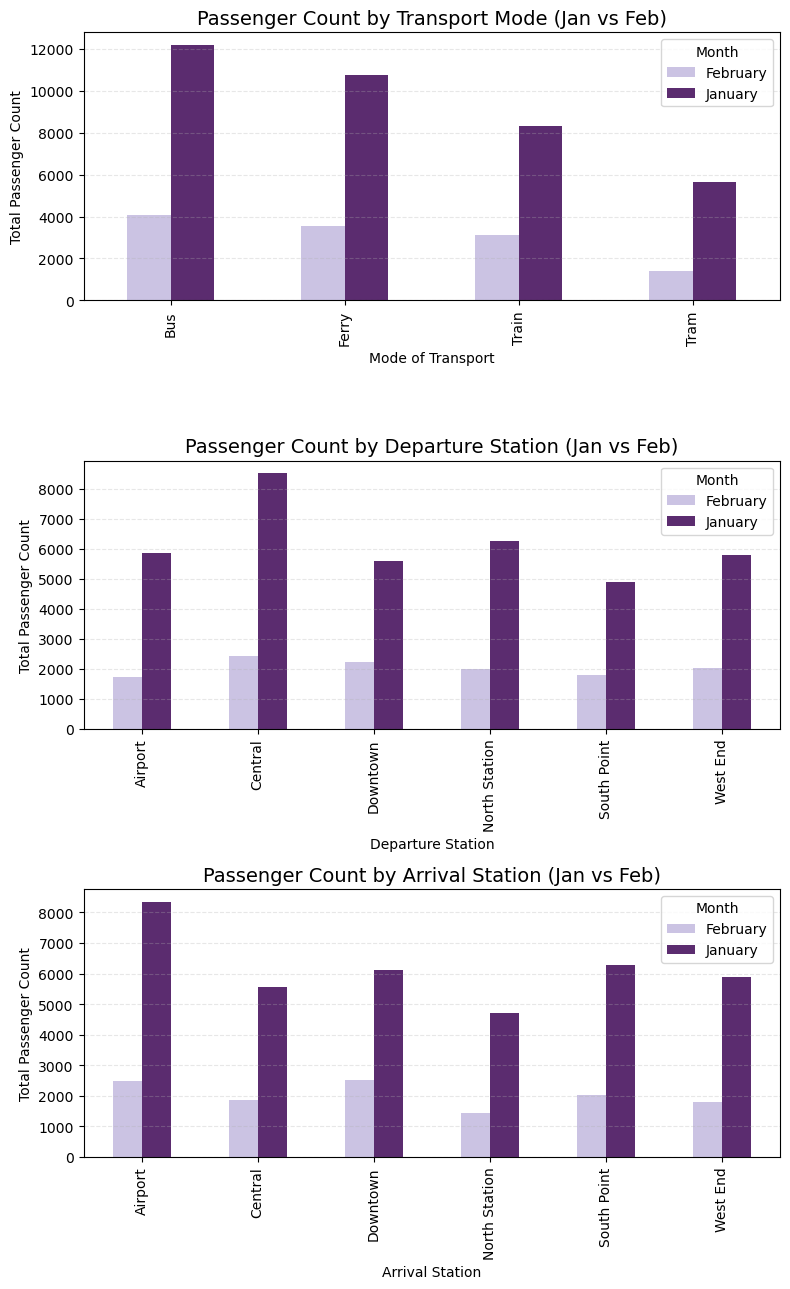 Passenger Count by Transport Mode (Jan vs Feb)
Total Passenger Count
12000
10000
8000
6000
4000
2000
0
Month
February
January
Bus
Ferry
Train
Tram
Mode of Transport
Passenger Count by Departure Station (Jan vs Feb)
Total Passenger Count
8000
7000
6000
5000
4000
3000
2000
1000
0
Month
February
January
Airport
Central
Downtown
North Station
South Point
West End
Departure Station
Passenger Count by Arrival Station (Jan vs Feb)
Total Passenger Count
8000
7000
6000
5000
4000
3000
2000
1000
0
Month
February
January
Airport
Central
Downtown
North Station
South Point
West End
Arrival Station